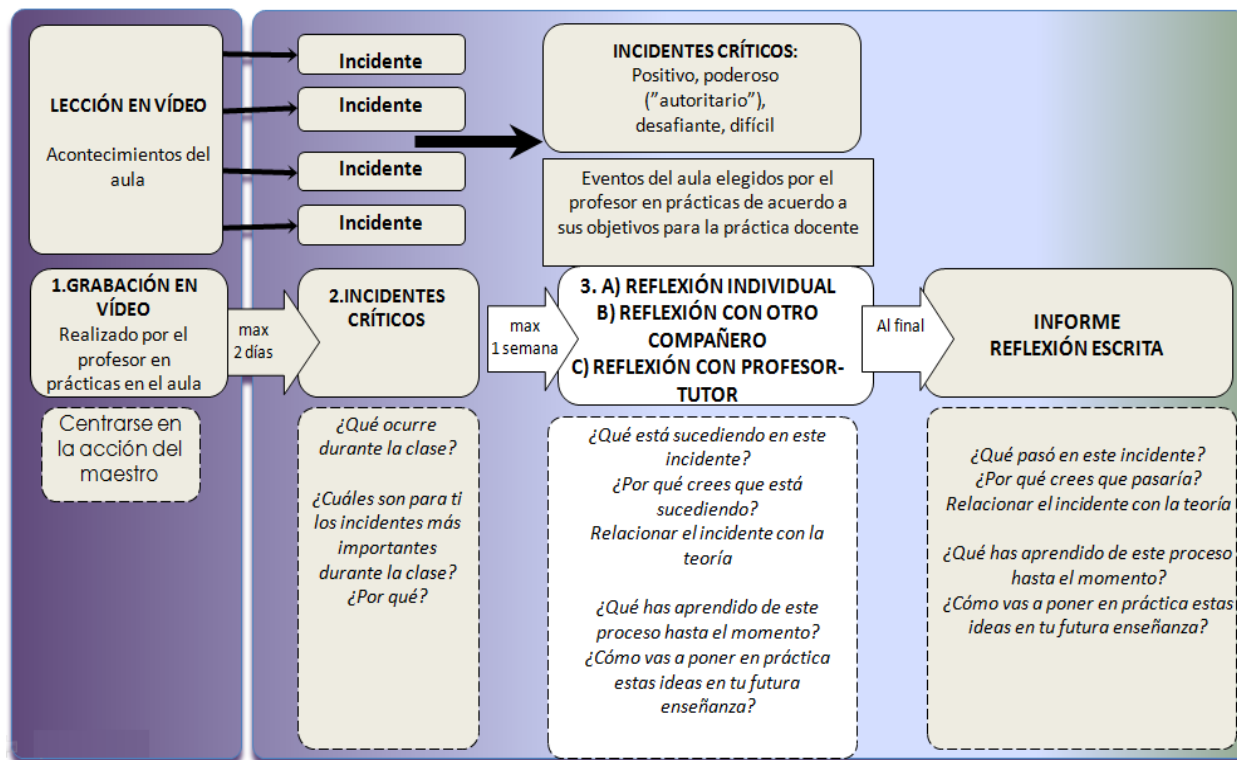 LECCIÓN EN VÍDEO
Acontecimientos del
aula
Incidente
Incidente
Incidente
Incidente
INCIDENTES CRÍTICOS:
Positivo, poderoso
("autoritario"),
desafiante, difícil
Eventos del aula elegidos por el
profesor en prácticas de acuerdo a
sus objetivos para la práctica docente
1.GRABACIÓN EN
VÍDEO
Realizado por el
profesor en
prácticas en el aula
max
2 días
2.INCIDENTES
CRÍTICOS
max
1 semana
3. A) REFLEXIÓN INDIVIDUAL
B) REFLEXIÓN CON OTRO
COMPAÑERO
C) REFLEXIÓN CON PROFESOR-
TUTOR
Al final
INFORME
REFLEXIÓN ESCRITA
Centrarse en
la acción del
maestro
¿Qué ocurre
durante la clase?
¿Cuáles son para ti
los incidentes más
importantes
durante la clase?
¿Por qué?
¿Qué está sucediendo en este
incidente?
¿Por qué crees que está
sucediendo?
Relacionar el incidente con la
teoría
¿Qué has aprendido de este
proceso hasta el momento?
¿Cómo vas a poner en práctica
estas ideas en tu futura
enseñanza?
¿Qué pasó en este incidente?
¿Por qué crees que pasaría?
Relacionar el incidente con la teoría
¿Qué has aprendido de este proceso
hasta el momento?
¿Cómo vas a poner en práctica estas
ideas en tu futura enseñanza?